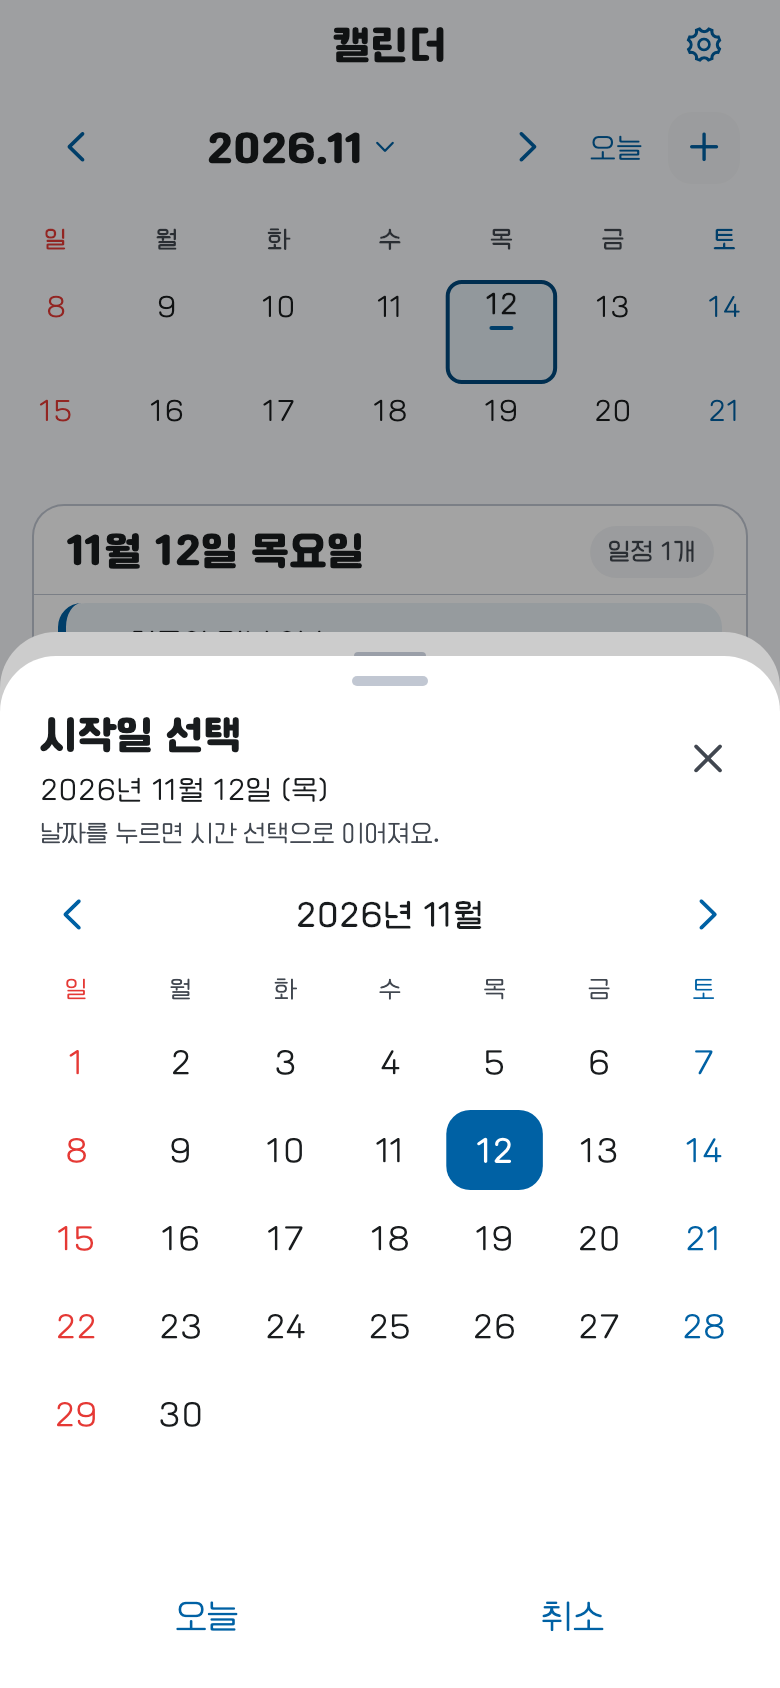 캘린더
2026.11 오늘
일 월 화 수 목 금 토
8 9 10 11 12 13 14
15 16 17 18 19 20 21
11월 12일 목요일 일정 1개
시작일 선택
2026년 11월 12일 (목)
날짜를 누르면 시간 선택으로 이어져요.
2026년 11월
일 월 화 수 목 금 토
1 2 3 4 5 6 7
8 9 10 11 12 13 14
15 16 17 18 19 20 21
22 23 24 25 26 27 28
29 30
오늘 취소